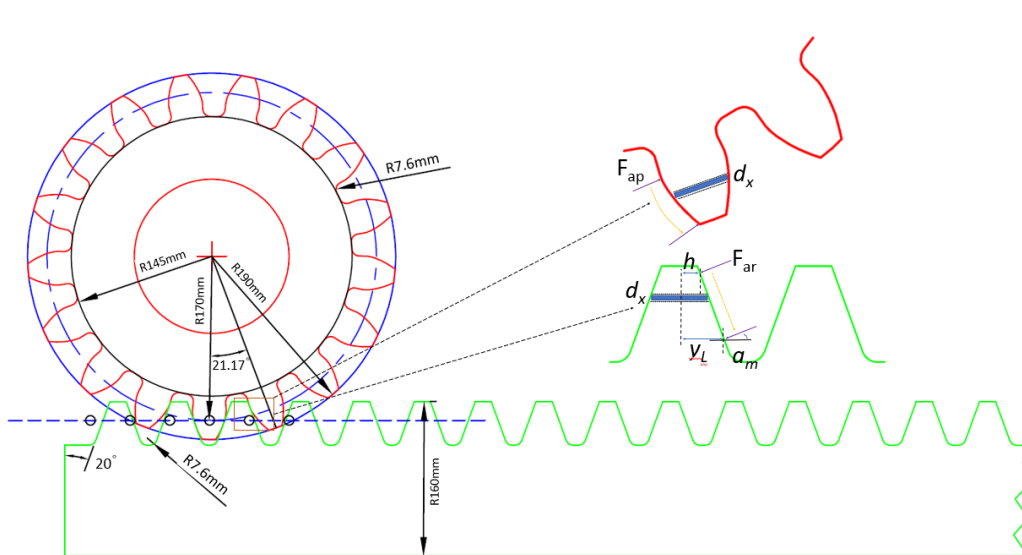 R7.6mm
R145mm
R170mm
R190mm
21.17°
20°
R7.6mm
R160mm
F_ap
d_x
h
F_ar
d_x
y_L
a_m